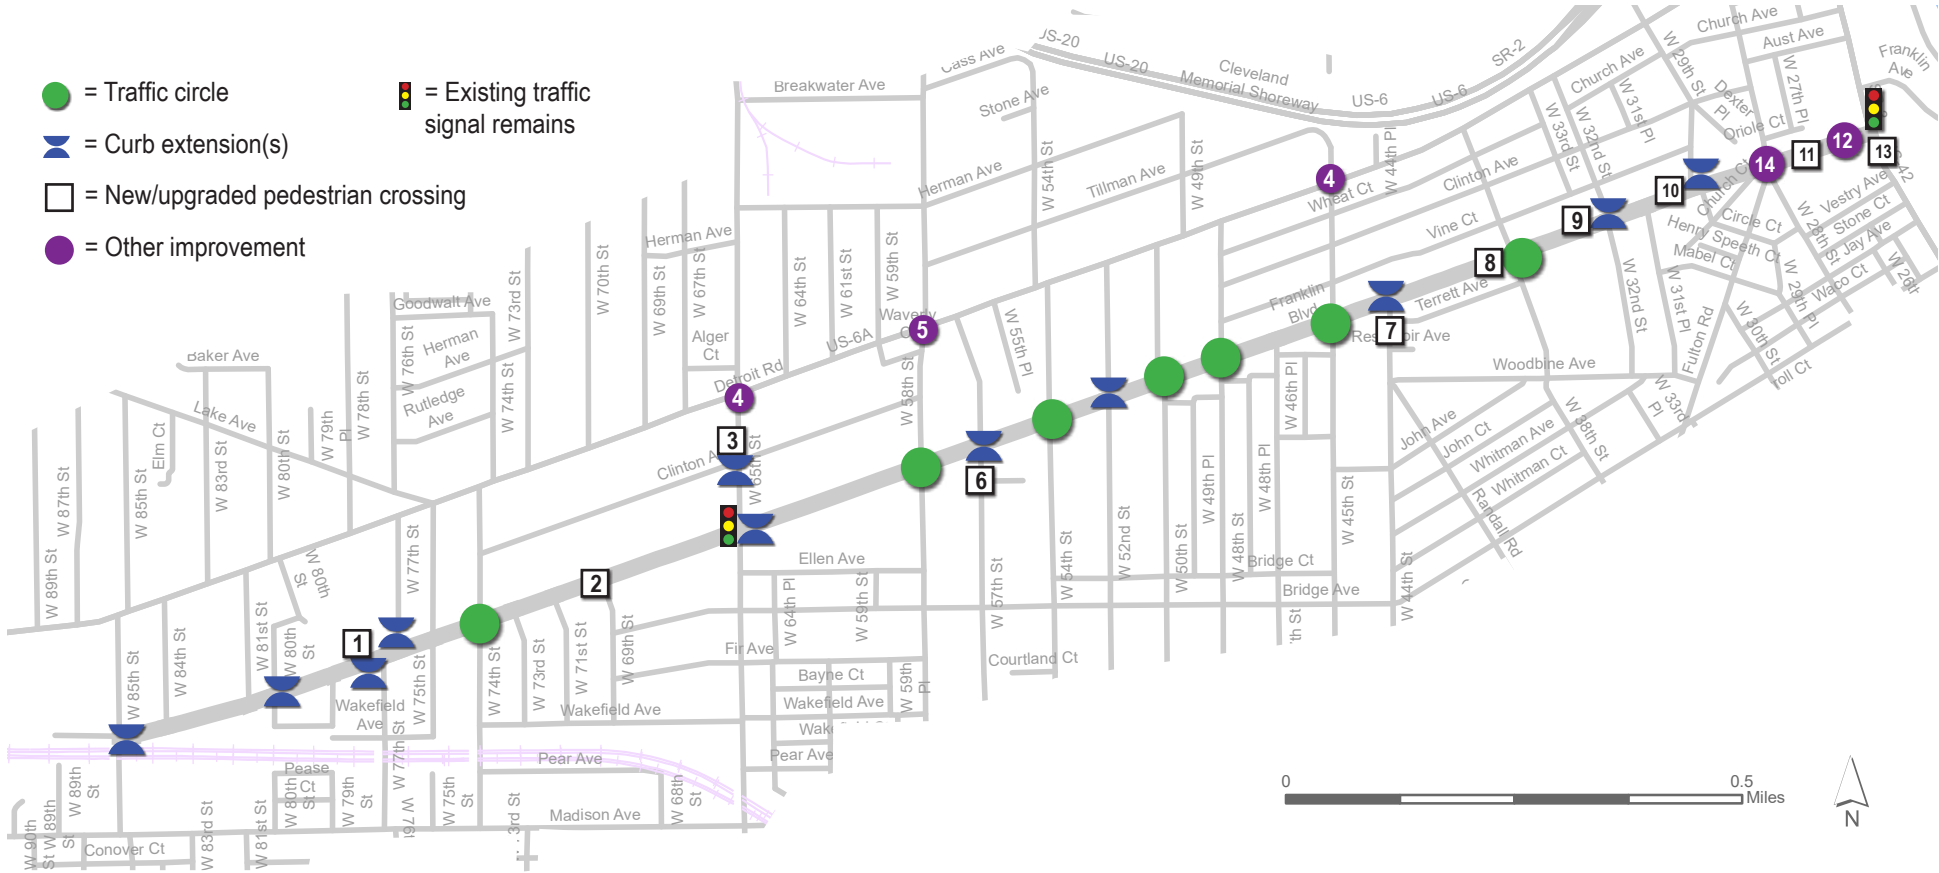 = Traffic circle
= Curb extension(s)
= New/upgraded pedestrian crossing
= Other improvement
= Existing traffic
signal remains
Breakwater Ave
Cass Ave
US-20
US-20
Cleveland
Memorial Shoreway
US-6
US-6
SR-2
Church Ave
Aust Ave
Franklin
Ave
W 29th St
Church Ave
W 27th Pl
Dexter
Pl
Oriole Ct
W 31st Pl
W 32nd St
W 33rd St
Stone Ave
W 54th St
Herman Ave
Tillman Ave
W 49th St
W 44th Pl
Wheat Ct
Clinton Ave
Vine Ct
Church Ct
Circle Ct
Henry Speeth Ct
Mabel Ct
W 28th St
Vestry Ave
Stone Ct
Jay Ave
Waco Ct
W 29th Pl
W 30th St
W 31st Pl
W 32nd St
Fulton Rd
Woodbine Ave
W 33rd
Pl
W 38th St
Terrett Ave
Franklin
Blvd
4
5
4
14
11
12
13
10
9
8
7
3
6
2
1
Herman Ave
W 70th St
W 69th St
W 67th St
W 64th St
W 61st St
W 59th St
W 73rd St
Goodwalt Ave
W 76th St
Herman
Ave
Rutledge
Ave
W 74th St
Alger
Ct
Detroit Rd
US-6A
W 58th St
W 55th Pl
Baker Ave
Lake Ave
Elm Ct
W 78th St
W 79th
Pl
W 80th St
W 83rd St
W 85th St
W 87th St
W 89th St
W 80th
St
W 77th St
W 65th St
Ellen Ave
W 64th Pl
W 59th St
W 57th St
W 54th St
W 52nd St
W 50th St
W 49th Pl
W 48th St
W 48th Pl
W 46th Pl
W 45th St
W 44th St
Bridge Ct
Bridge Ave
John Ave
John Ct
Whitman Ave
Whitman Ct
Randall Rd
Courtland Ct
W 85th St
W 84th St
W 81st St
W 80th
St
Wakefield
Ave
W 75th St
W 77th St
W 74th St
W 73rd St
W 71st St
W 69th St
Fir Ave
Bayne Ct
Wakefield Ave
W 59th
Pl
Wakefield Ave
Pear Ave
Pear Ave
Madison Ave
W 68th
St
W 75th
St
W 79th
St
Pease
Ct
W 80th
St
W 81st St
W 83rd St
W 89th
St
W 89th
St
W 90th
St
Conover Ct
0
0.5
Miles
N